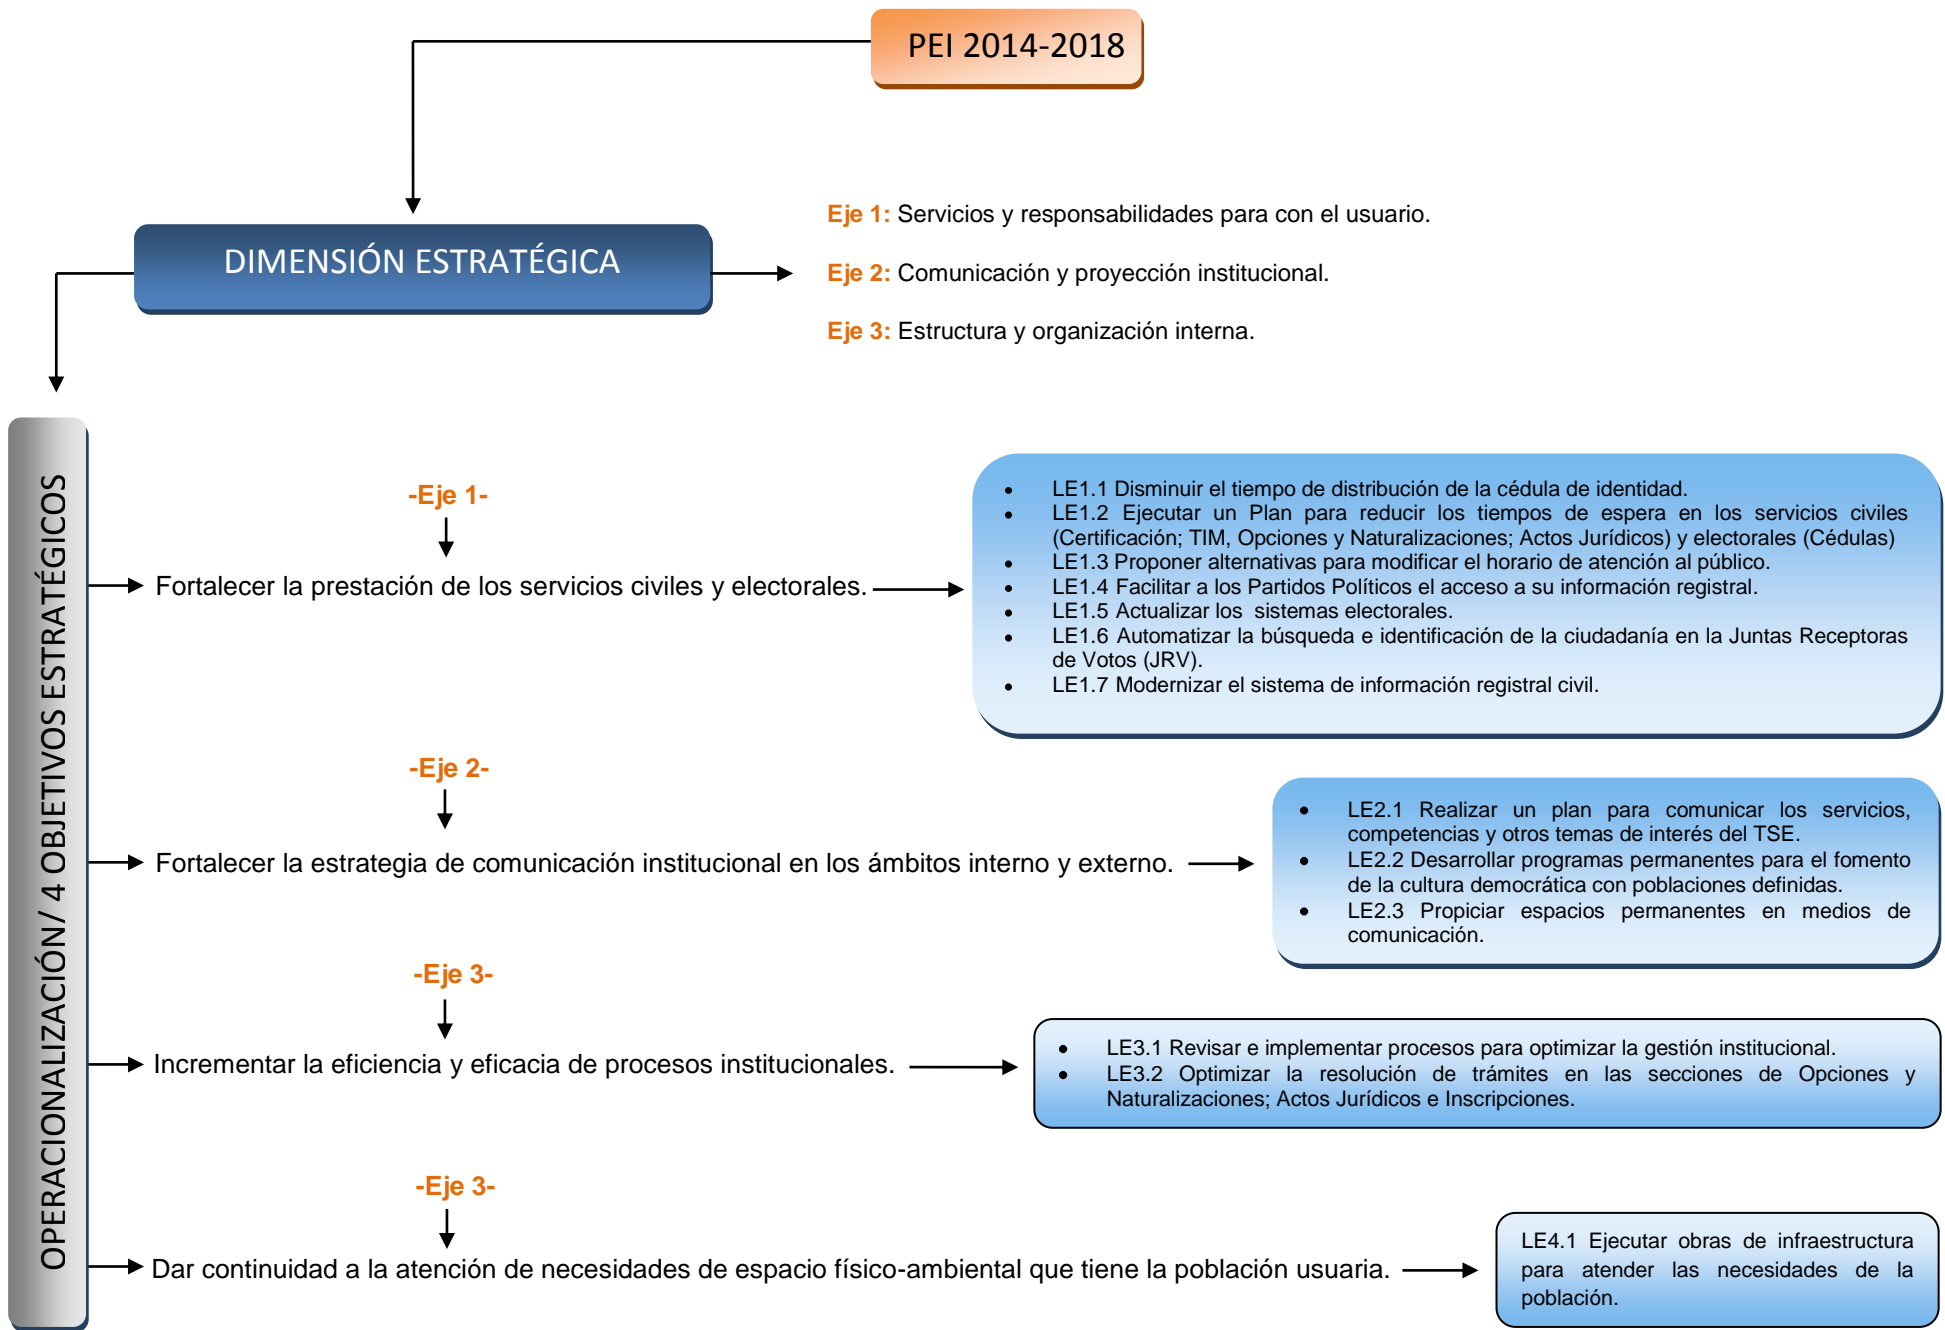 PEI 2014-2018
DIMENSIÓN ESTRATÉGICA
Eje 1: Servicios y responsabilidades para con el usuario.
Eje 2: Comunicación y proyección institucional.
Eje 3: Estructura y organización interna.
OPERACIONALIZACIÓN/ 4 OBJETIVOS ESTRATÉGICOS
-Eje 1-
Fortalecer la prestación de los servicios civiles y electorales.
• LE1.1 Disminuir el tiempo de distribución de la cédula de identidad.
• LE1.2 Ejecutar un Plan para reducir los tiempos de espera en los servicios civiles
(Certificación; TIM, Opciones y Naturalizaciones; Actos Jurídicos) y electorales (Cédulas)
• LE1.3 Proponer alternativas para modificar el horario de atención al público.
• LE1.4 Facilitar a los Partidos Políticos el acceso a su información registral.
• LE1.5 Actualizar los  sistemas electorales.
• LE1.6 Automatizar la búsqueda e identificación de la ciudadanía en la Juntas Receptoras
de Votos (JRV).
• LE1.7 Modernizar el sistema de información registral civil.
-Eje 2-
Fortalecer la estrategia de comunicación institucional en los ámbitos interno y externo.
• LE2.1 Realizar un plan para comunicar los servicios,
competencias y otros temas de interés del TSE.
• LE2.2 Desarrollar programas permanentes para el fomento
de la cultura democrática con poblaciones definidas.
• LE2.3 Propiciar espacios permanentes en medios de
comunicación.
-Eje 3-
Incrementar la eficiencia y eficacia de procesos institucionales.
• LE3.1 Revisar e implementar procesos para optimizar la gestión institucional.
• LE3.2 Optimizar la resolución de trámites en las secciones de Opciones y
Naturalizaciones; Actos Jurídicos e Inscripciones.
-Eje 3-
Dar continuidad a la atención de necesidades de espacio físico-ambiental que tiene la población usuaria.
LE4.1 Ejecutar obras de infraestructura
para atender las necesidades de la
población.